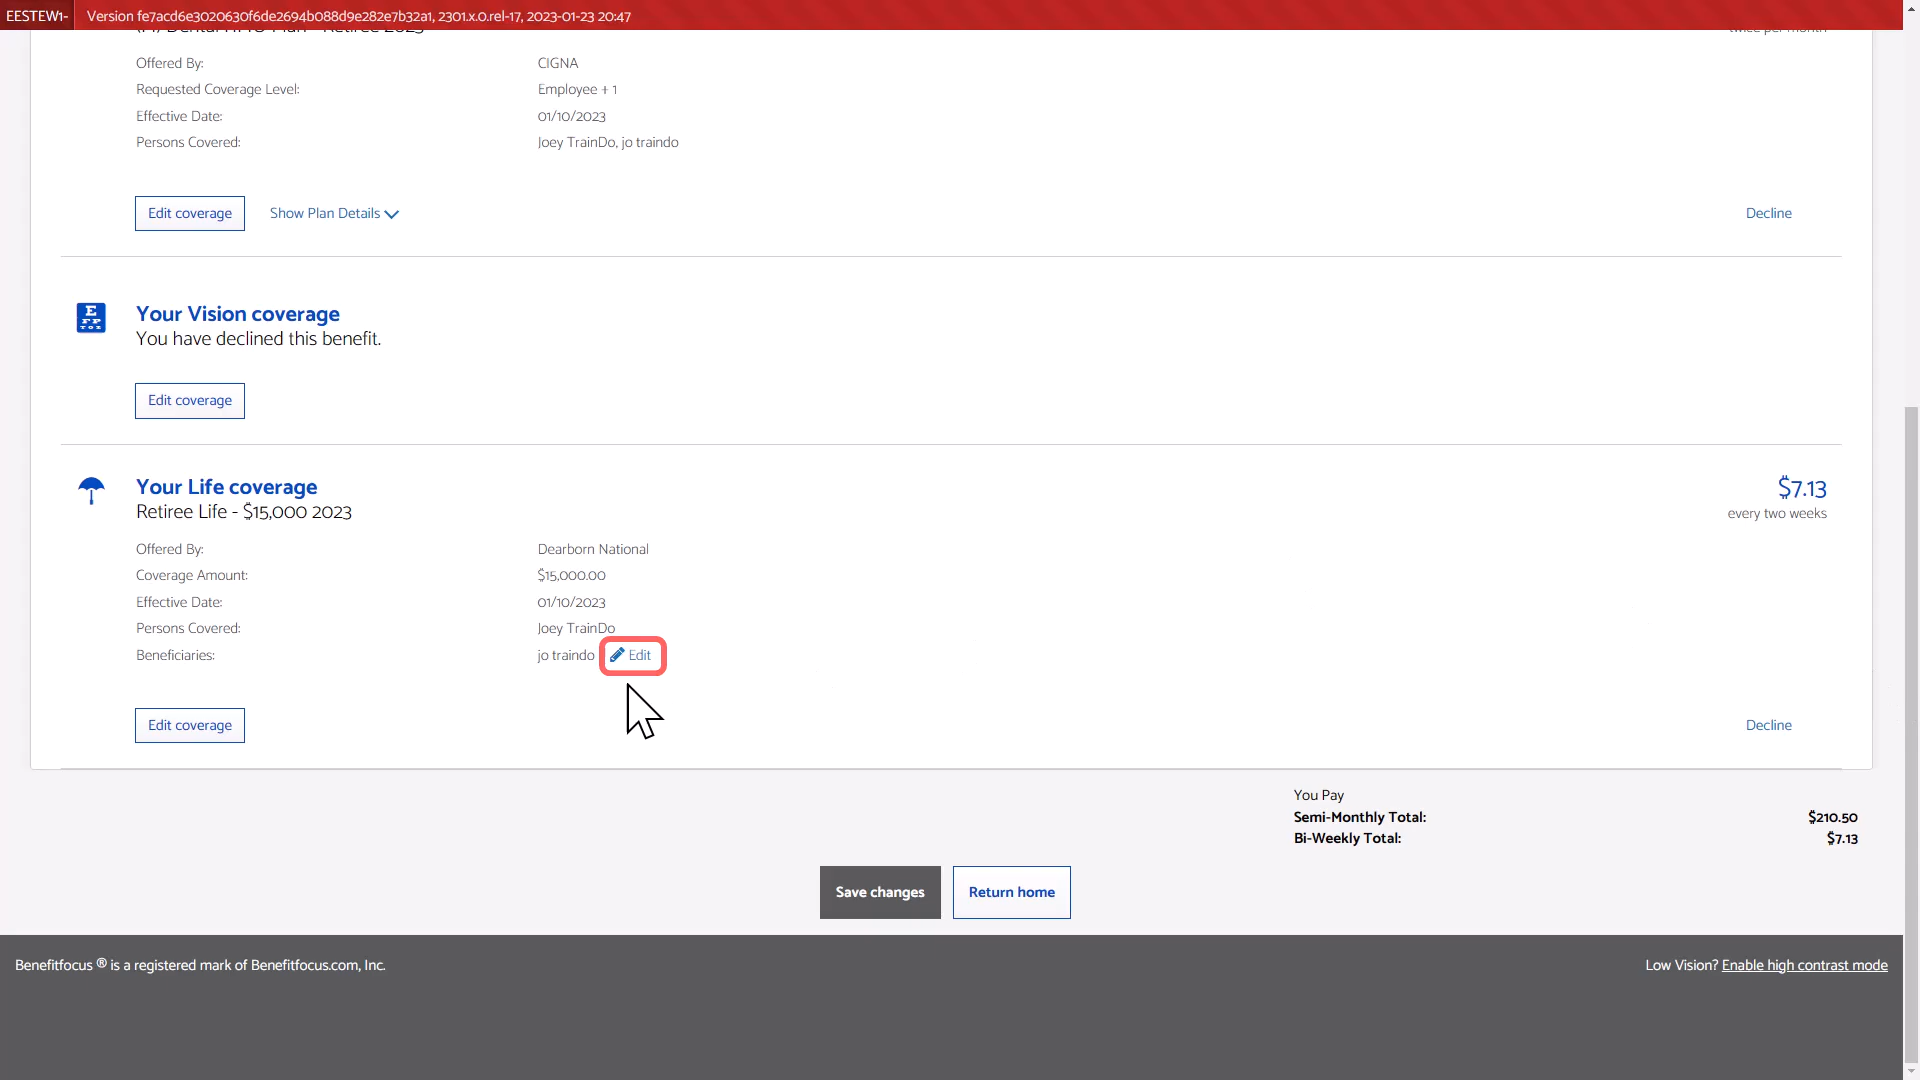 EESTEW1- Version fe7acd6e3020630f6de2694b088d9e282e7b32a1, 2301.x.0.rel-17, 2023-01-23 20:47
Offered By: CIGNA
Requested Coverage Level: Employee + 1
Effective Date: 01/10/2023
Persons Covered: Joey TrainDo, jo traindo
Edit coverage Show Plan Details Decline
Your Vision coverage
You have declined this benefit.
Edit coverage
Your Life coverage $7.13
Retiree Life - $15,000 2023 every two weeks
Offered By: Dearborn National
Coverage Amount: $15,000.00
Effective Date: 01/10/2023
Persons Covered: Joey TrainDo
Beneficiaries: jo traindo Edit
Edit coverage Decline
You Pay
Semi-Monthly Total: $210.50
Bi-Weekly Total: $7.13
Save changes Return home
Benefitfocus ® is a registered mark of Benefitfocus.com, Inc. Low Vision? Enable high contrast mode